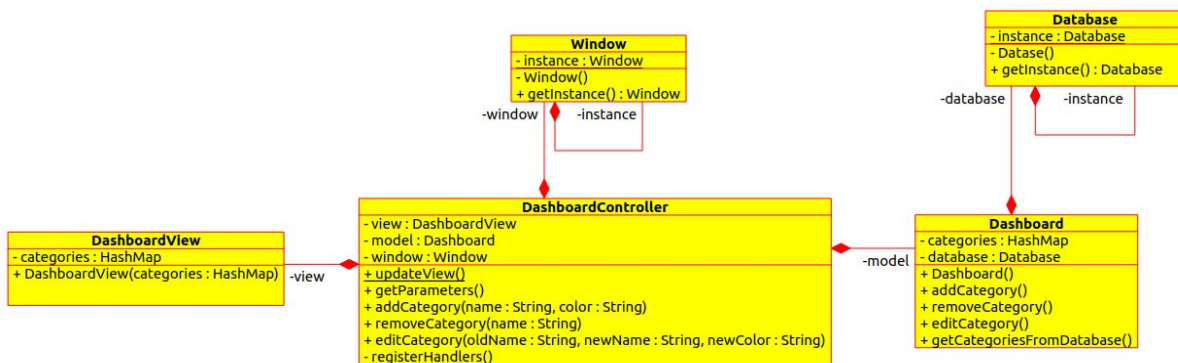 Window
- instance : Window
- Window()
+ getInstance() : Window
-window
-instance
Database
- instance : Database
- Datase()
+ getInstance() : Database
-database
-instance
DashboardView
- categories : HashMap
+ DashboardView(categories : HashMap)
-view
DashboardController
- view : DashboardView
- model : Dashboard
- window : Window
+ updateView()
+ getParameters()
+ addCategory(name : String, color : String)
+ removeCategory(name : String)
+ editCategory(oldName : String, newName : String, newColor : String)
- registerHandlers()
-model
Dashboard
- categories : HashMap
- database : Database
+ Dashboard()
+ addCategory()
+ removeCategory()
+ editCategory()
+ getCategoriesFromDatabase()